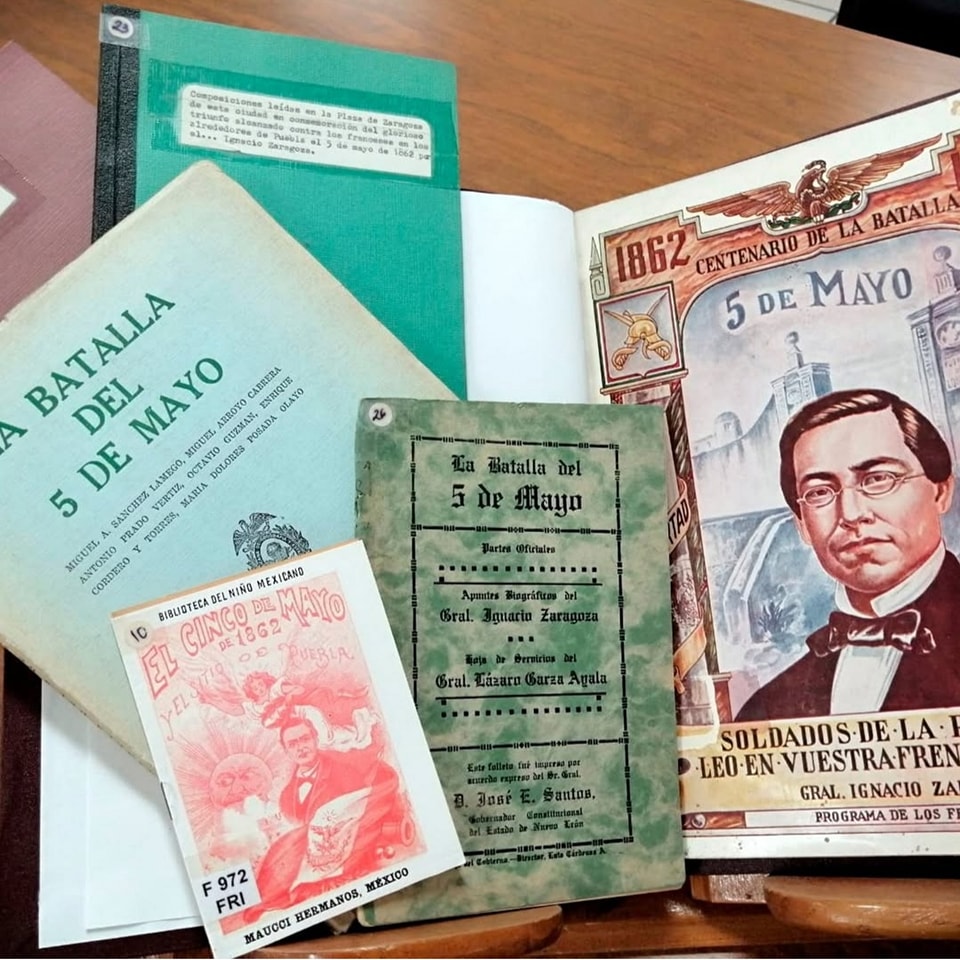 23
Composiciones leídas en la Plaza de Zaragoza
de esta ciudad en conmemoración del glorioso
triunfo alcanzado contra los franceses en los
alrededores de Puebla el 5 de mayo de 1862 por
el... Ignacio Zaragoza.
A BATALLA
DEL
5 DE MAYO
MIGUEL A. SANCHEZ LAMEGO, MIGUEL ARROYO CABRERA
ANTONIO PRADO VERTIZ, OCTAVIO GUZMAN, ENRIQUE
CORDERO Y TORRES, MARIA DOLORES POSADA OLAYO
10
BIBLIOTECA DEL NIÑO MEXICANO
EL CINCO DE MAYO
DE 1862
Y EL SITIO DE PUEBLA
F 972
FRI
MAUCCI HERMANOS, MÉXICO
26
La Batalla del
5 de Mayo
Partes Oficiales
Apuntes Biográficos del
Gral. Ignacio Zaragoza
Hoja de Servicios del
Gral. Lázaro Garza Ayala
Este folleto fué impreso por
acuerdo expreso del Sr. Gral.
D. José E. Santos,
Gobernador Constitucional
del Estado de Nuevo León
del Gobierno.—Director, Luis Cárdenas A.
1862
CENTENARIO DE LA BATALLA
5 DE MAYO
TAD
SOLDADOS·DE·LA·
·LEO·EN·VUESTRA·FREN
GRAL. IGNACIO ZA
PROGRAMA DE LOS FE